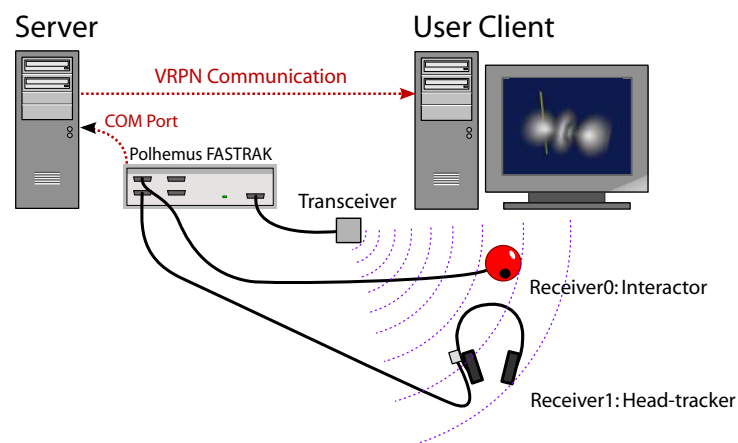 Server
User Client
VRPN Communication
COM Port
Polhemus FASTRAK
Transceiver
Receiver0: Interactor
Receiver1: Head-tracker